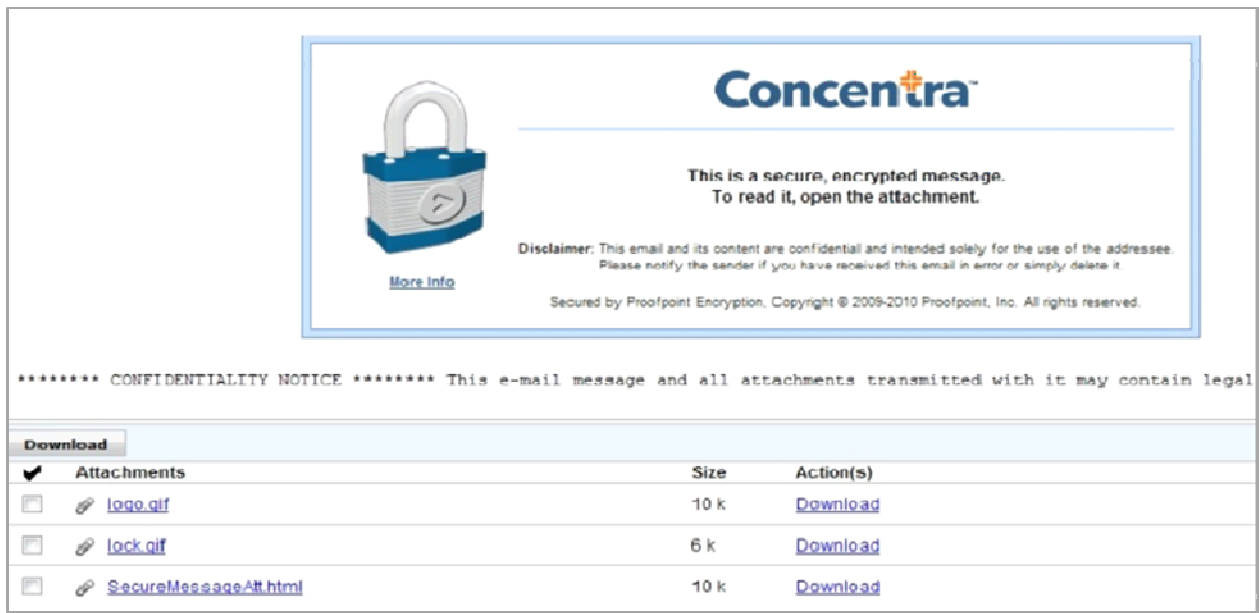 Concentra™
This is a secure, encrypted message.
To read it, open the attachment.
Disclaimer: This email and its content are confidential and intended solely for the use of the addressee.
Please notify the sender if you have received this email in error or simply delete it.
More Info
Secured by Proofpoint Encryption, Copyright © 2009-2010 Proofpoint, Inc. All rights reserved.
******** CONFIDENTIALITY NOTICE ******** This e-mail message and all attachments transmitted with it may contain legal
Download
Attachments Size Action(s)
logo.gif 10 k Download
lock.gif 6 k Download
SecureMessageAtt.html 10 k Download